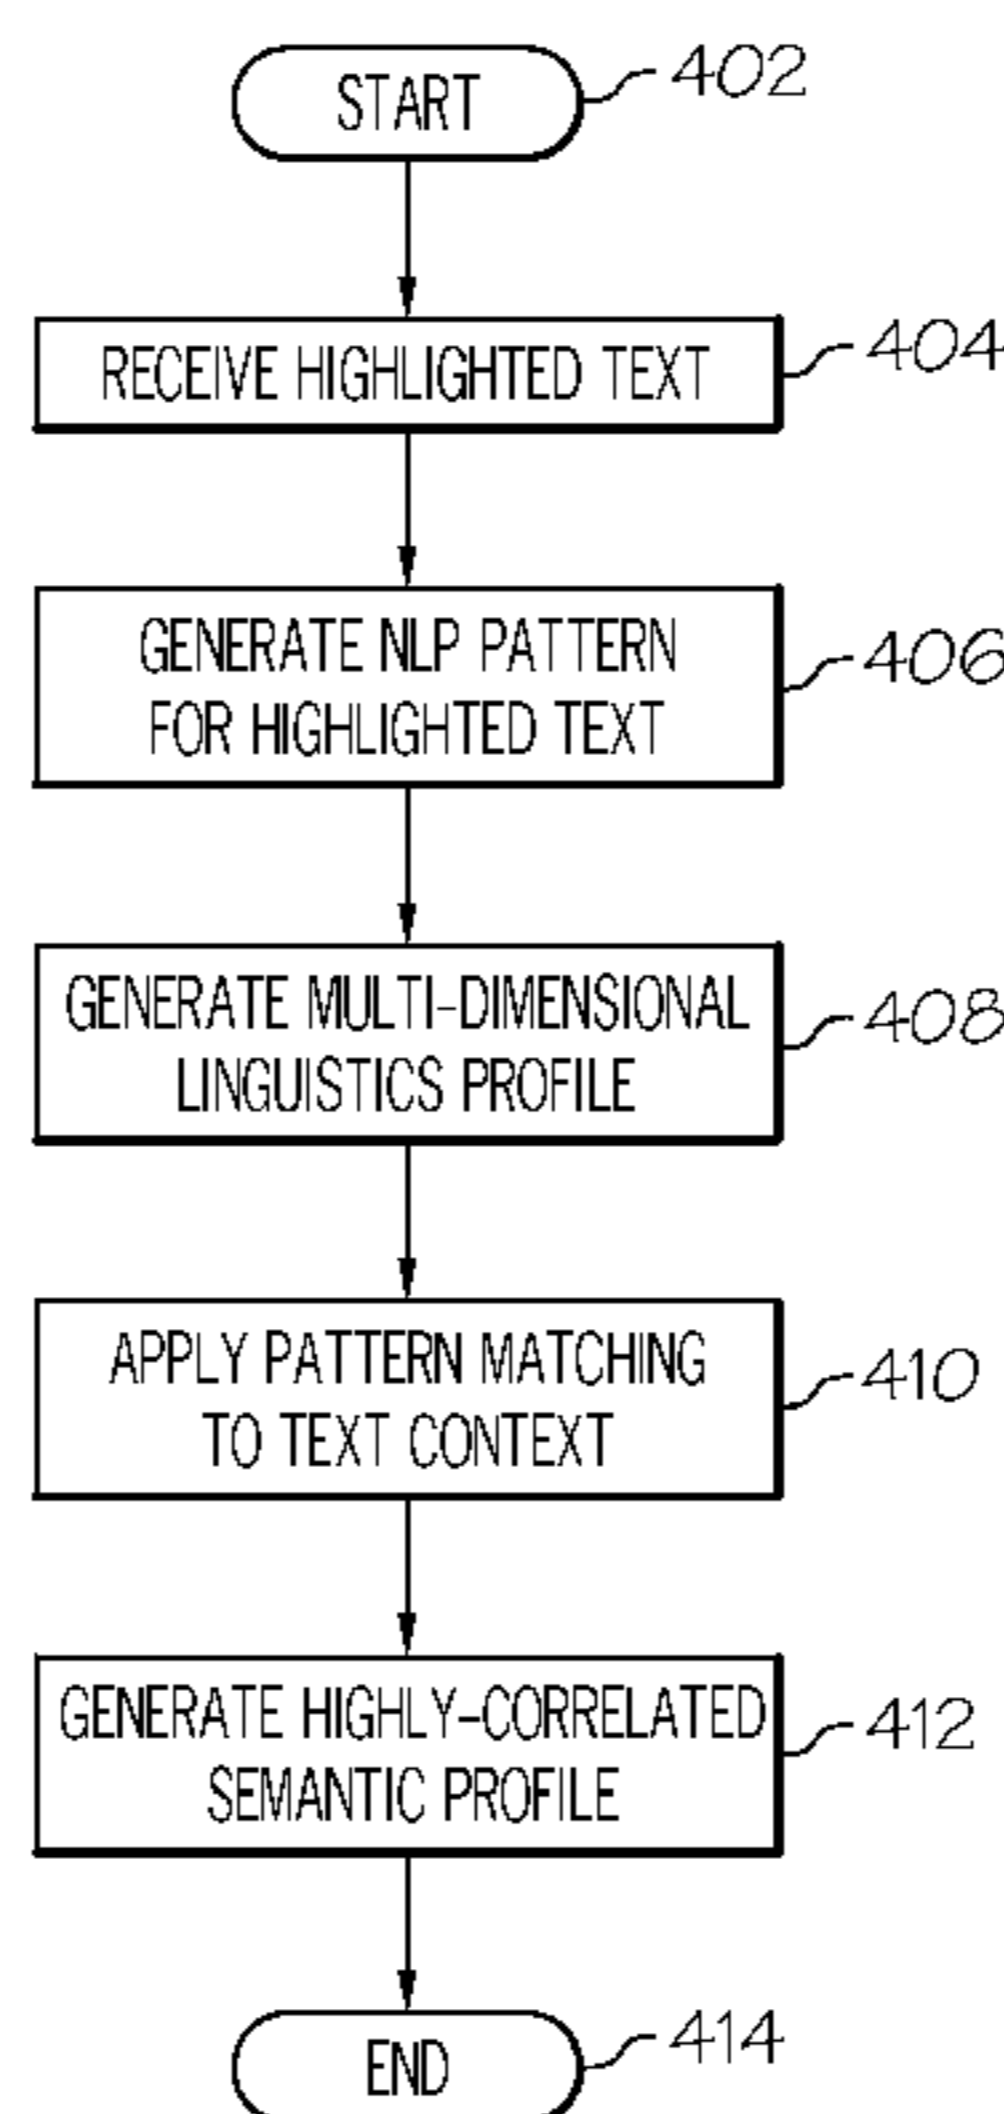 START
402
RECEIVE HIGHLIGHTED TEXT
404
GENERATE NLP PATTERN
FOR HIGHLIGHTED TEXT
406
GENERATE MULTI-DIMENSIONAL
LINGUISTICS PROFILE
408
APPLY PATTERN MATCHING
TO TEXT CONTEXT
410
GENERATE HIGHLY-CORRELATED
SEMANTIC PROFILE
412
END
414